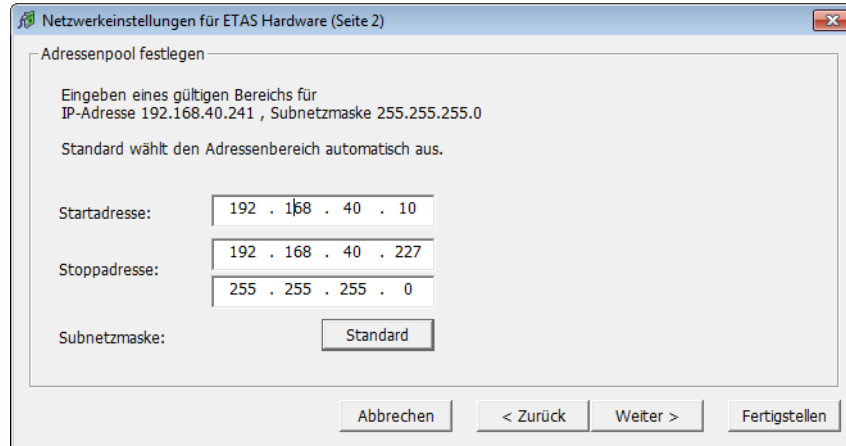 Netzwerkeinstellungen für ETAS Hardware (Seite 2)
Adressenpool festlegen
Eingeben eines gültigen Bereichs für
IP-Adresse 192.168.40.241 , Subnetzmaske 255.255.255.0
Standard wählt den Adressenbereich automatisch aus.
Startadresse: 192 . 168 . 40 . 10
192 . 168 . 40 . 227
Stoppadresse:
255 . 255 . 255 . 0
Subnetzmaske: Standard
Abbrechen < Zurück Weiter > Fertigstellen